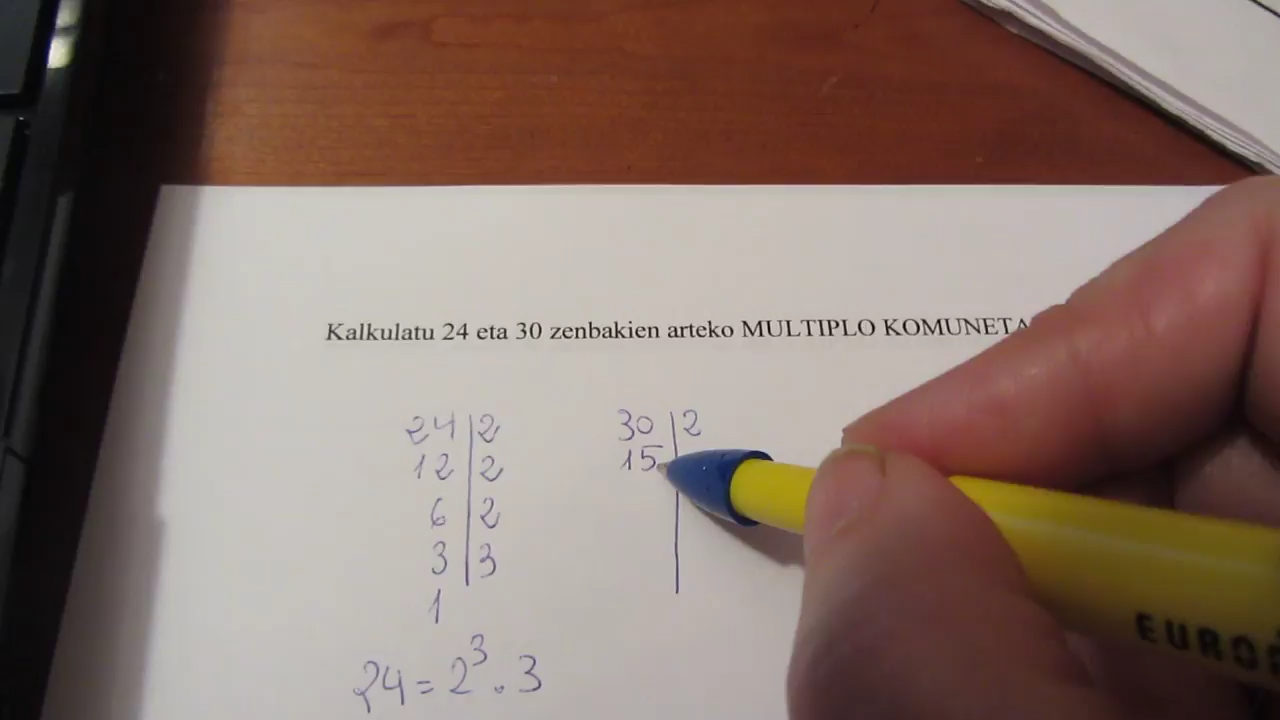 Kalkulatu 24 eta 30 zenbakien arteko MULTIPLO KOMUNETA
24 | 2
12 | 2
6 | 2
3 | 3
1
24 = 2³ · 3
30 | 2
15